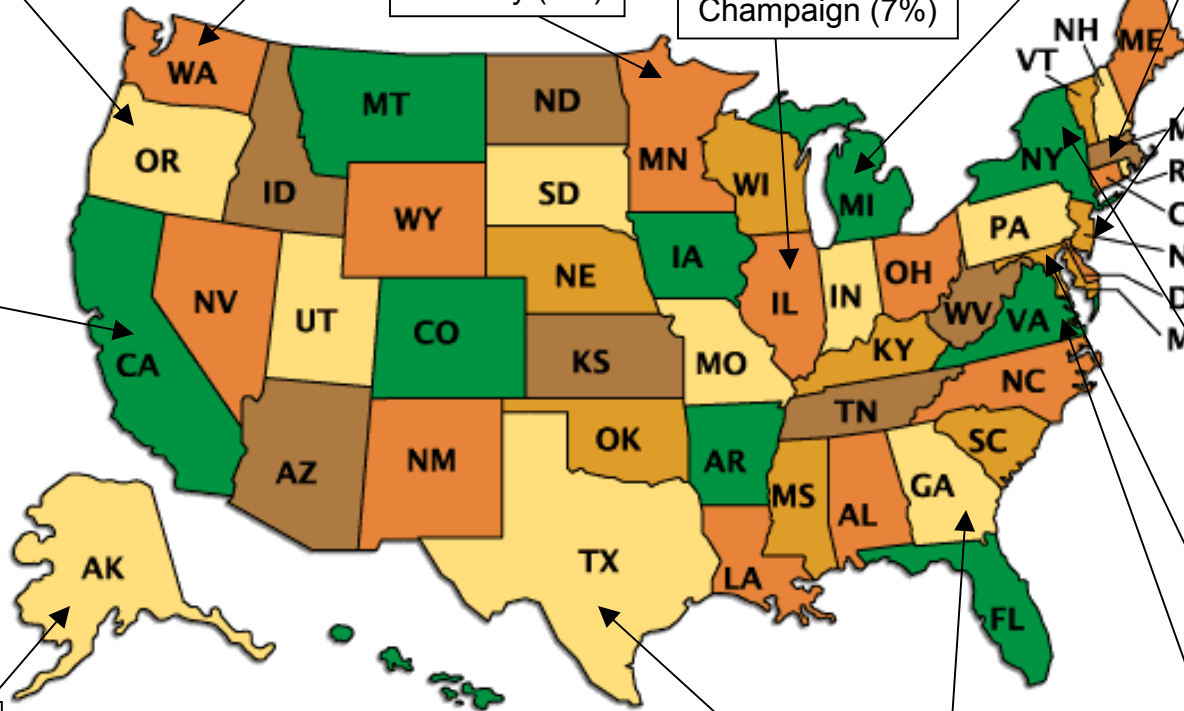 Champaign (7%)
NH
ME
VT
WA
MT
ND
MN
OR
ID
SD
WI
MI
NY
WY
IA
PA
NE
NV
UT
CO
IL
IN
OH
WV
VA
CA
KS
MO
KY
NC
TN
AZ
NM
OK
AR
SC
MS
AL
GA
AK
TX
LA
FL